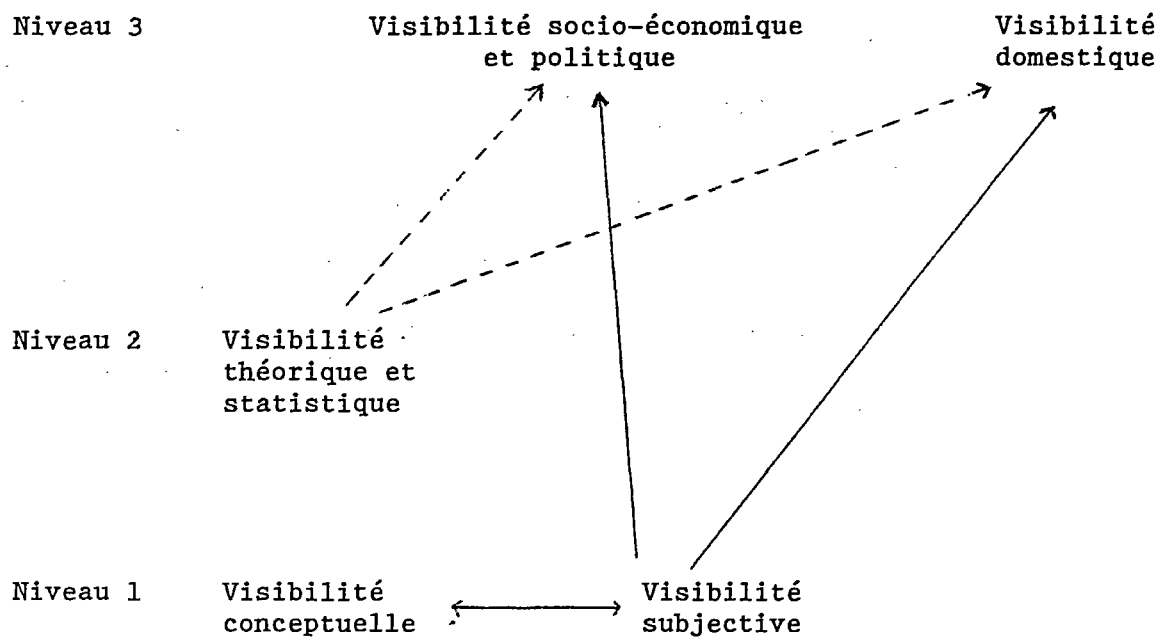 Niveau 3 Visibilité socio-économique Visibilité
et politique domestique
Niveau 2 Visibilité
théorique et
statistique
Niveau 1 Visibilité Visibilité
conceptuelle subjective